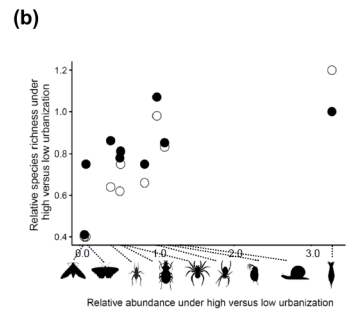 (b)
Relative species richness under
high versus low urbanization
1.2
1.0
0.8
0.6
0.4
0.0
1.0
2.0
3.0
Relative abundance under high versus low urbanization